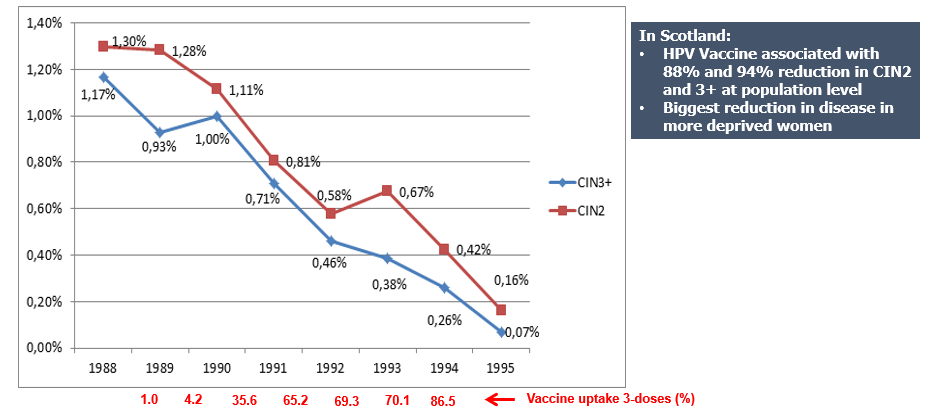 1,40%
1,20%
1,00%
0,80%
0,60%
0,40%
0,20%
0,00%
1,30%
1,28%
1,11%
0,81%
0,58%
0,67%
0,42%
0,16%
1,17%
0,93%
1,00%
0,71%
0,46%
0,38%
0,26%
0,07%
1988 1989 1990 1991 1992 1993 1994 1995
1.0 4.2 35.6 65.2 69.3 70.1 86.5 Vaccine uptake 3-doses (%)
CIN3+
CIN2
In Scotland:
• HPV Vaccine associated with
88% and 94% reduction in CIN2
and 3+ at population level
• Biggest reduction in disease in
more deprived women